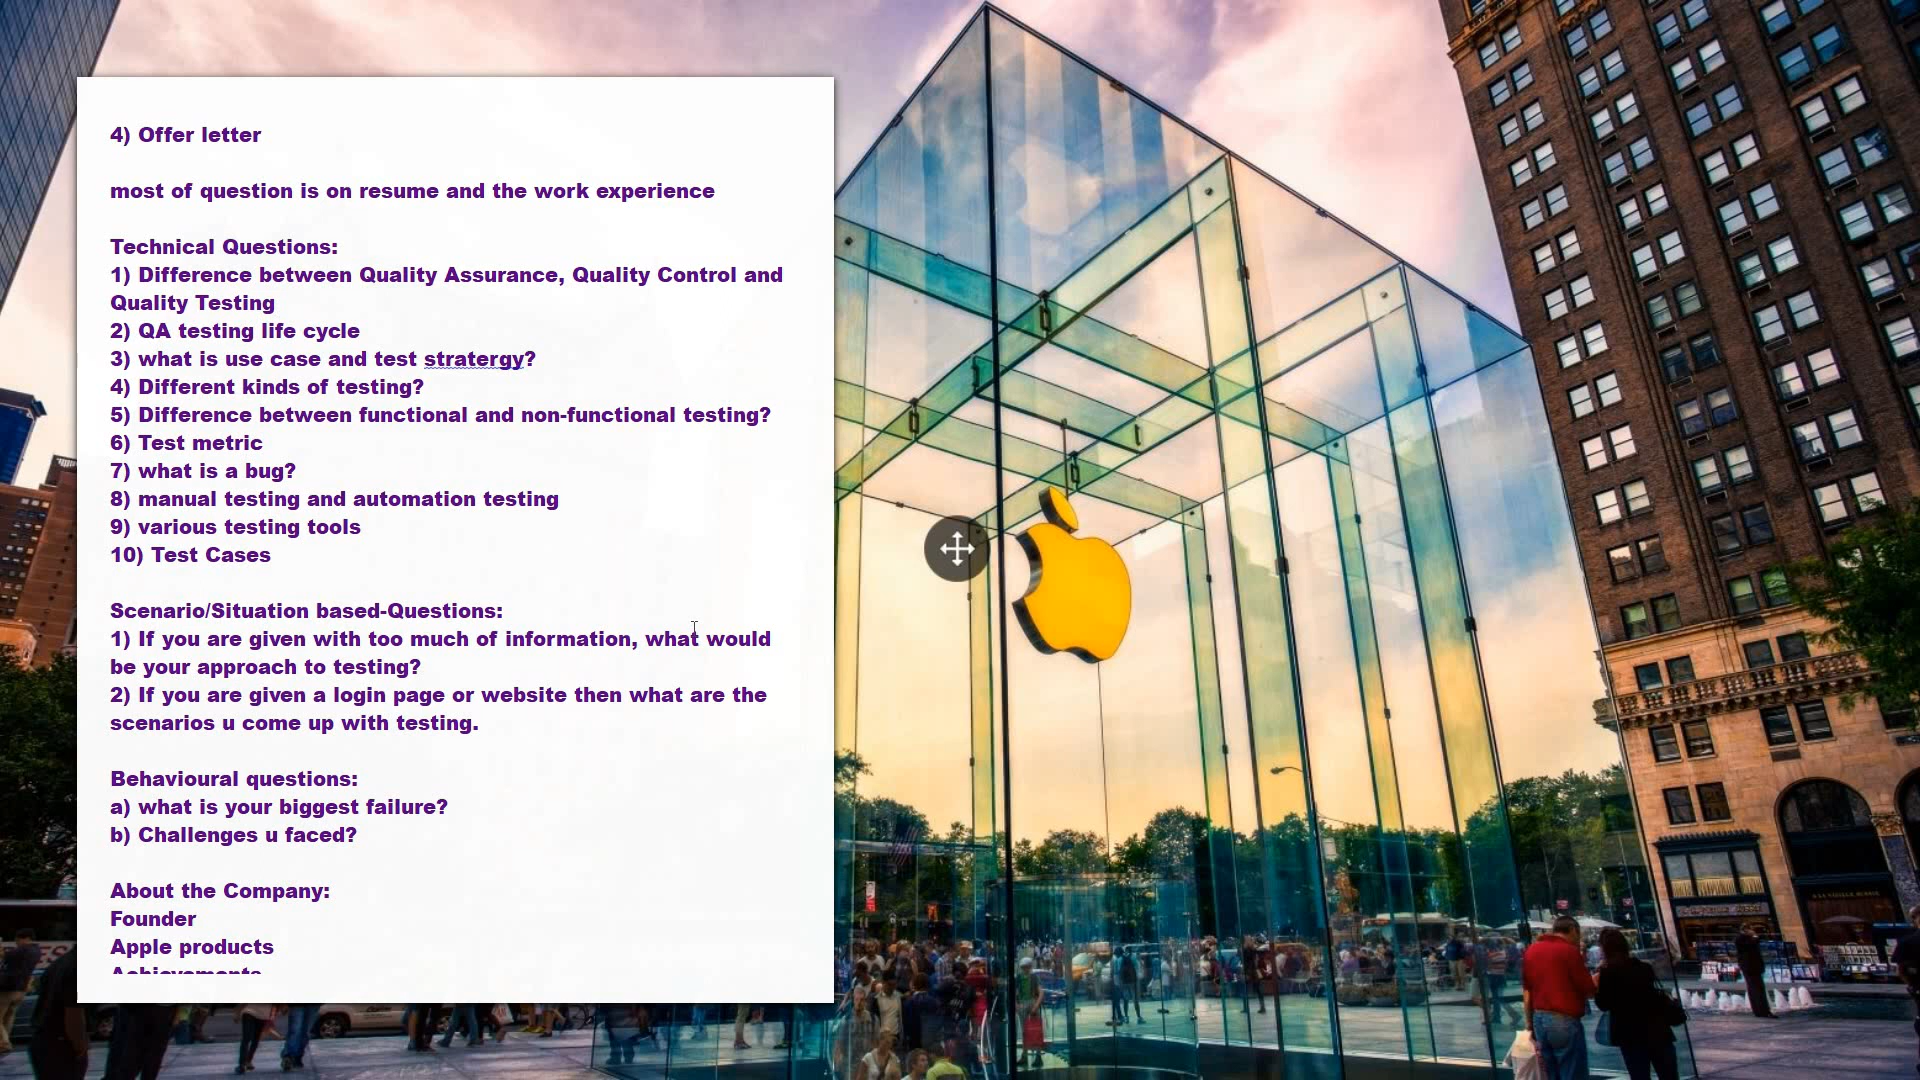 4) Offer letter
most of question is on resume and the work experience
Technical Questions:
1) Difference between Quality Assurance, Quality Control and
Quality Testing
2) QA testing life cycle
3) what is use case and test stratergy?
4) Different kinds of testing?
5) Difference between functional and non-functional testing?
6) Test metric
7) what is a bug?
8) manual testing and automation testing
9) various testing tools
10) Test Cases
Scenario/Situation based-Questions:
1) If you are given with too much of information, what would
be your approach to testing?
2) If you are given a login page or website then what are the
scenarios u come up with testing.
Behavioural questions:
a) what is your biggest failure?
b) Challenges u faced?
About the Company:
Founder
Apple products
Achievements